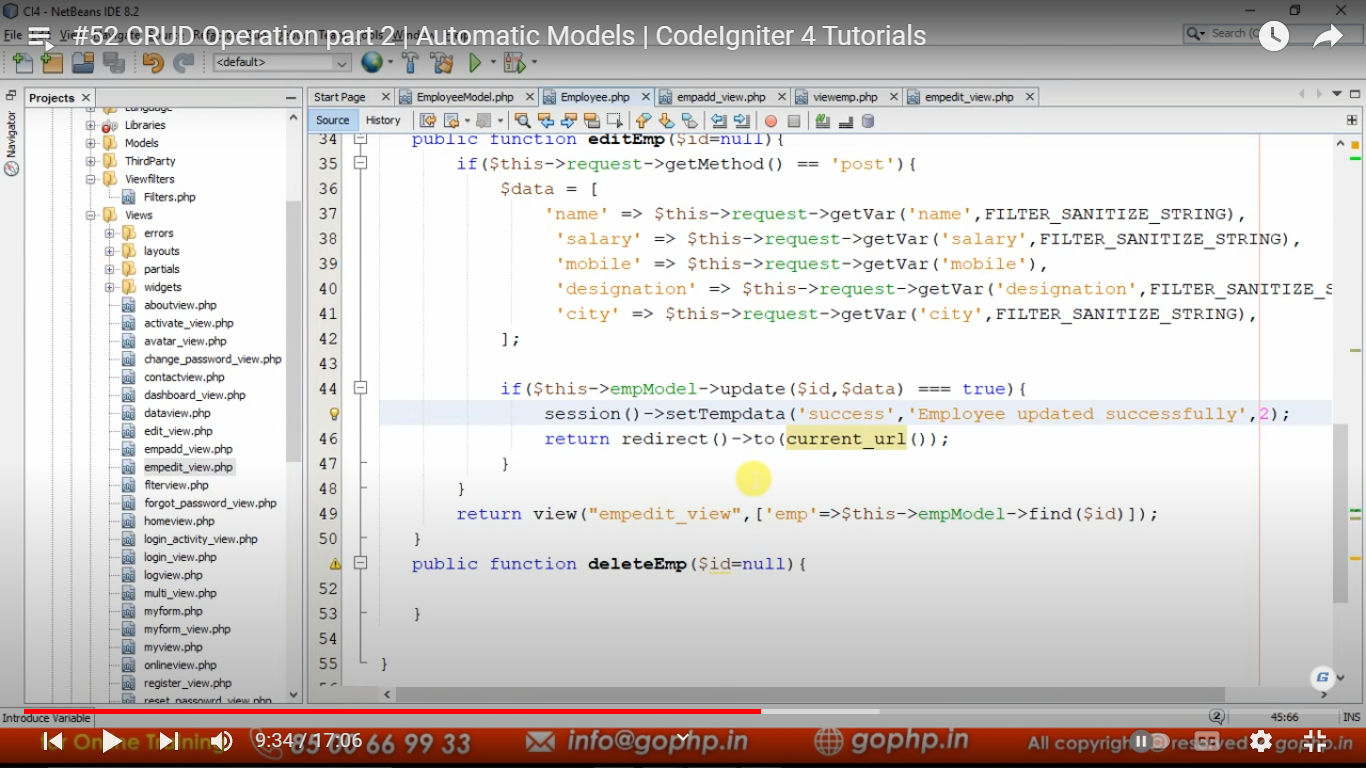 CI4 - NetBeans IDE 8.2
#52 CRUD Operation part 2 | Automatic Models | CodeIgniter 4 Tutorials
File
Search (C
<default>
Projects
Start Page
EmployeeModel.php
Employee.php
empadd_view.php
viewemp.php
empedit_view.php
Source
History
Navigator
Language
Libraries
Models
ThirdParty
Viewfilters
Filters.php
Views
errors
layouts
partials
widgets
aboutview.php
activate_view.php
avatar_view.php
change_password_view.php
contactview.php
dashboard_view.php
dataview.php
edit_view.php
empadd_view.php
empedit_view.php
fiterview.php
forgot_password_view.php
homeview.php
login_activity_view.php
login_view.php
logview.php
multi_view.php
myform.php
myform_view.php
myview.php
onlineview.php
register_view.php
reset_passowrd_view.php
34 public function editEmp($id=null){
35 if($this->request->getMethod() == 'post'){
36 $data = [
37 'name' => $this->request->getVar('name',FILTER_SANITIZE_STRING),
38 'salary' => $this->request->getVar('salary',FILTER_SANITIZE_STRING),
39 'mobile' => $this->request->getVar('mobile'),
40 'designation' => $this->request->getVar('designation',FILTER_SANITIZE_S
41 'city' => $this->request->getVar('city',FILTER_SANITIZE_STRING),
42 ];
43
44 if($this->empModel->update($id,$data) === true){
session()->setTempdata('success','Employee updated successfully',2);
46 return redirect()->to(current_url());
47 }
48 }
49 return view("empedit_view",['emp'=>$this->empModel->find($id)]);
50 }
public function deleteEmp($id=null){
52
53 }
54
55 }
G
Introduce Variable
2
45:66
INS
for Online Training
85 00 66 99 33
info@gophp.in
gophp.in
All copyright
reserved
gophp.in
9:34 / 17:06
CC